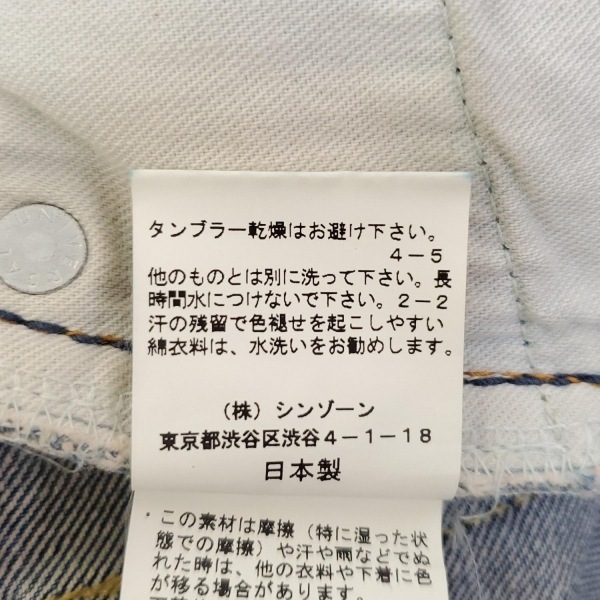 タンブラー乾燥はお避け下さい。
4-5
他のものとは別に洗って下さい。長
時間水につけないで下さい。2-2
汗の残留で色褪せを起こしやすい
綿衣料は、水洗いをお勧めします。
(株) シンゾーン
東京都渋谷区渋谷4-1-18
日本製
・この素材は摩擦(特に湿った状
態での摩擦)や汗や雨などでぬ
れた時は、他の衣料や下着に色
が移る場合があります。